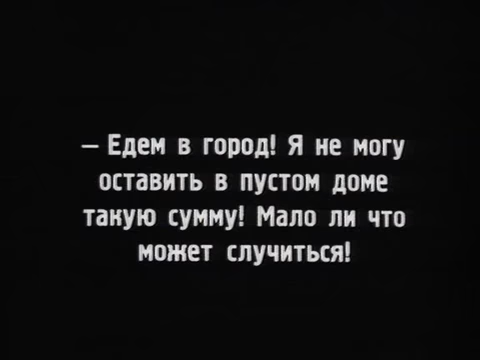 — Едем в город! Я не могу
оставить в пустом доме
такую сумму! Мало ли что
может случиться!